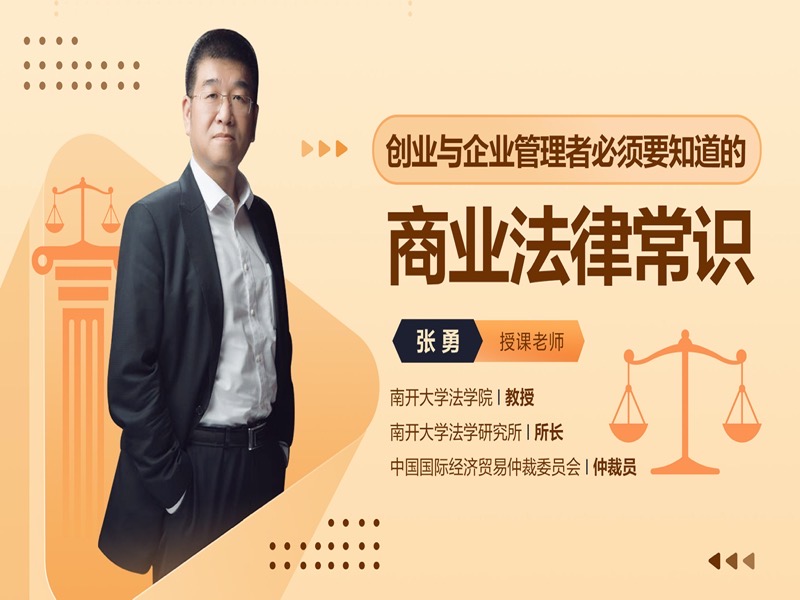 创业与企业管理者必须要知道的
商业法律常识
张勇 授课老师
南开大学法学院 | 教授
南开大学法学研究所 | 所长
中国国际经济贸易仲裁委员会 | 仲裁员